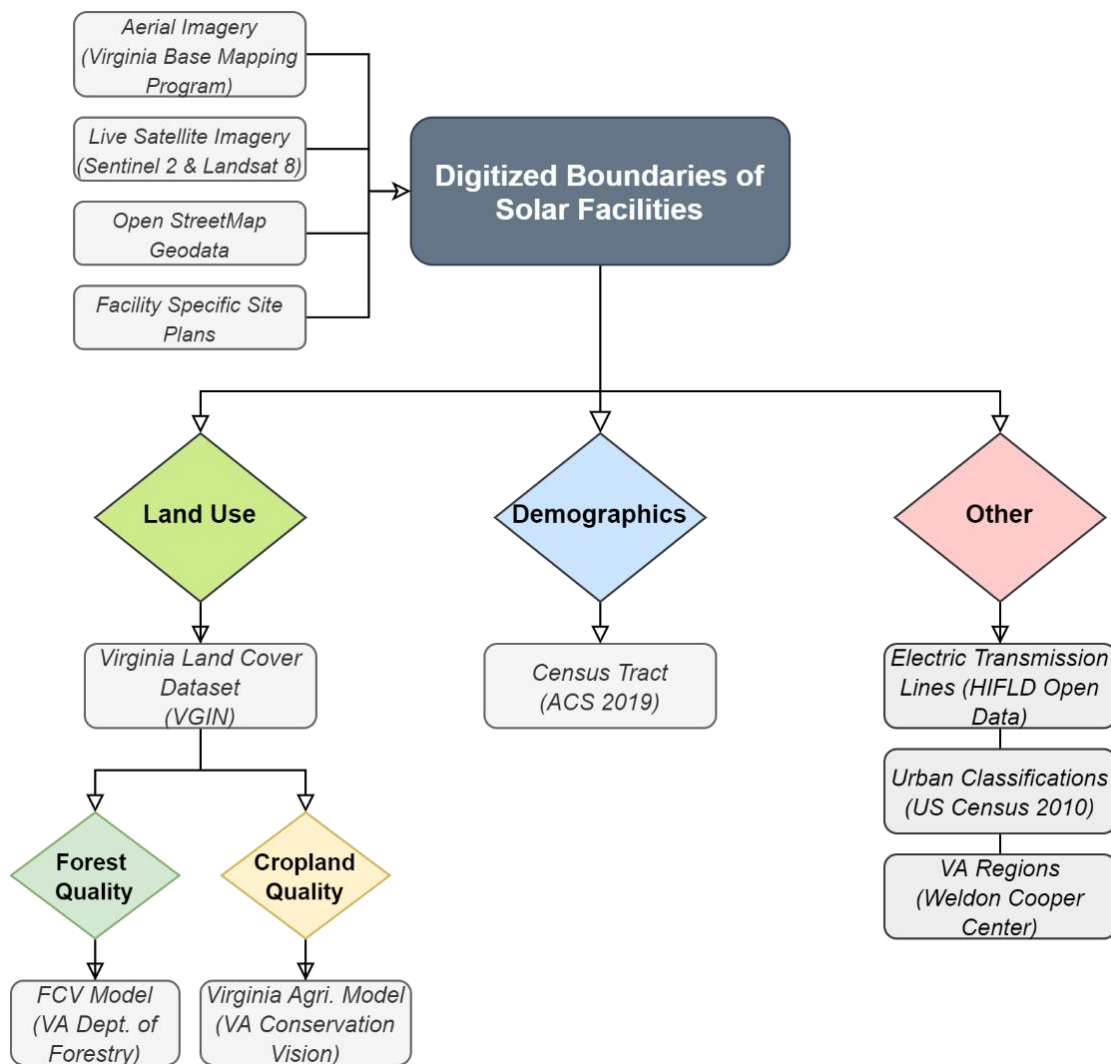 Aerial Imagery
(Virginia Base Mapping
Program)
Live Satellite Imagery
(Sentinel 2 & Landsat 8)
Open StreetMap
Geodata
Facility Specific Site
Plans
Digitized Boundaries of
Solar Facilities
Land Use
Demographics
Other
Virginia Land Cover
Dataset
(VGIN)
Census Tract
(ACS 2019)
Electric Transmission
Lines (HIFLD Open
Data)
Urban Classifications
(US Census 2010)
VA Regions
(Weldon Cooper
Center)
Forest
Quality
Cropland
Quality
FCV Model
(VA Dept. of
Forestry)
Virginia Agri. Model
(VA Conservation
Vision)